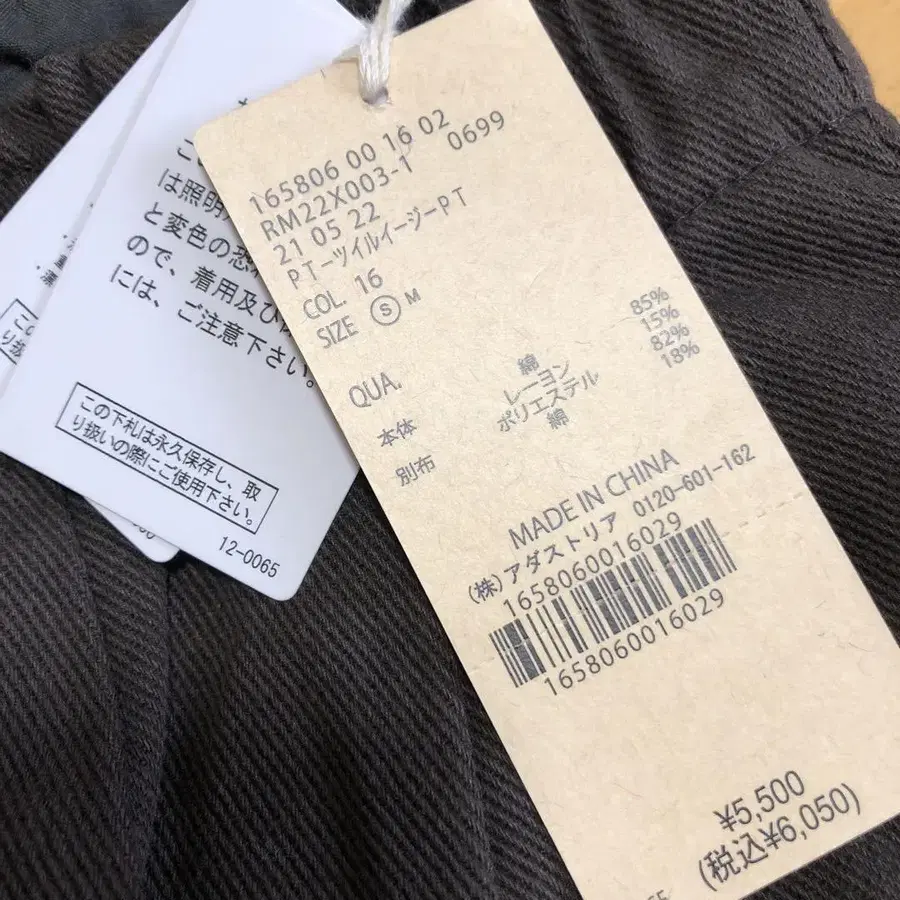 165806 00 16 02
RM22X003-1 0699
21 05 22
PT-ツイルイージーPT
COL. 16
SIZE S M
QUA.
本体 綿 85%
レーヨン 15%
別布 ポリエステル 82%
綿 18%
MADE IN CHINA
(株)アダストリア 0120-601-162
1658060016029
1658060016029
¥5,500
(税込¥6,050)
は照明
と変色の恐
ので、着用及び
には、ご注意下さい。
この下札は永久保存し、取
り扱いの際にご使用下さい。
12-0065